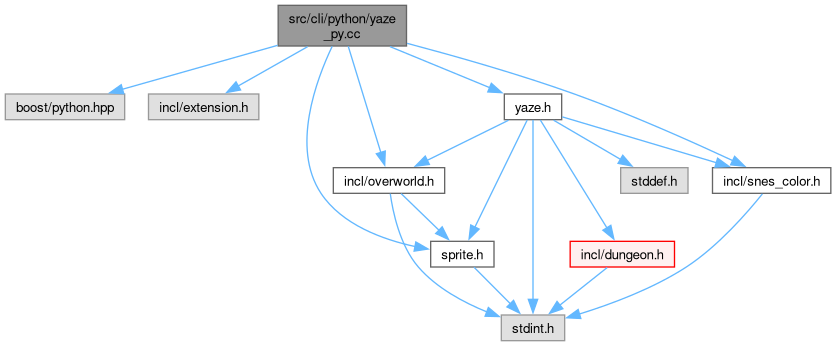 src/cli/python/yaze
_py.cc
boost/python.hpp
incl/extension.h
yaze.h
incl/overworld.h
stddef.h
incl/snes_color.h
sprite.h
incl/dungeon.h
stdint.h